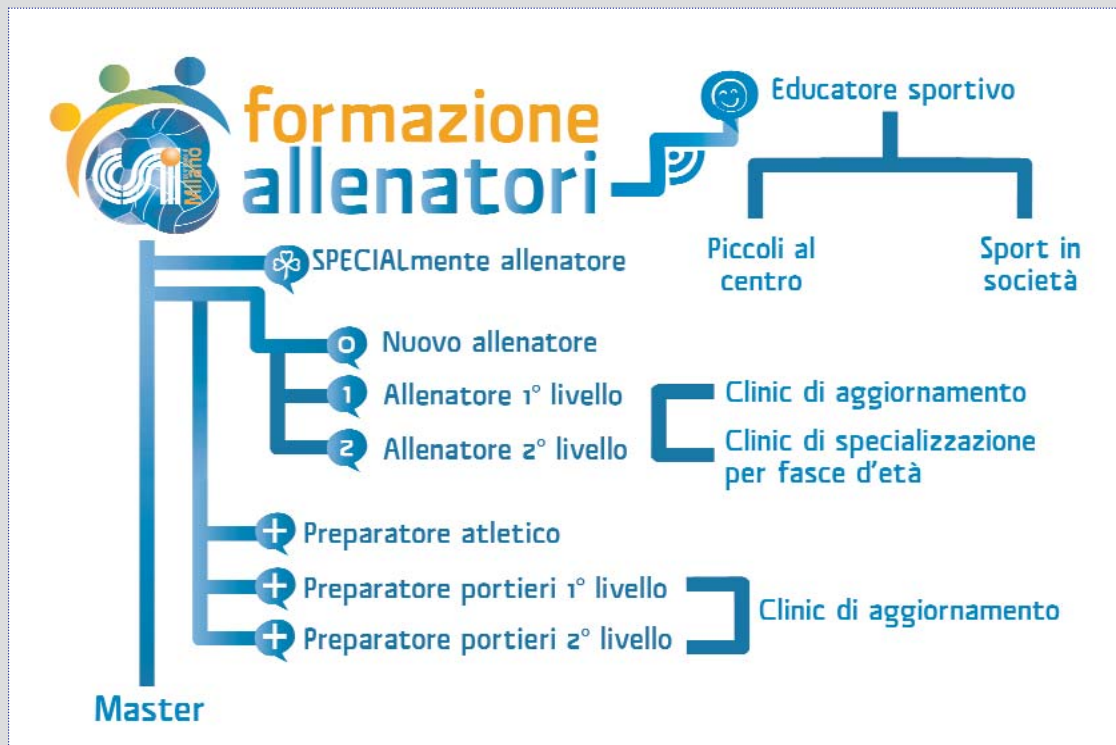 formazione
allenatori
CSI
Milano
Educatore sportivo
Piccoli al
centro
Sport in
società
SPECIALmente allenatore
0 Nuovo allenatore
1 Allenatore 1° livello
2 Allenatore 2° livello
Clinic di aggiornamento
Clinic di specializzazione
per fasce d'età
+ Preparatore atletico
+ Preparatore portieri 1° livello
+ Preparatore portieri 2° livello
Clinic di aggiornamento
Master